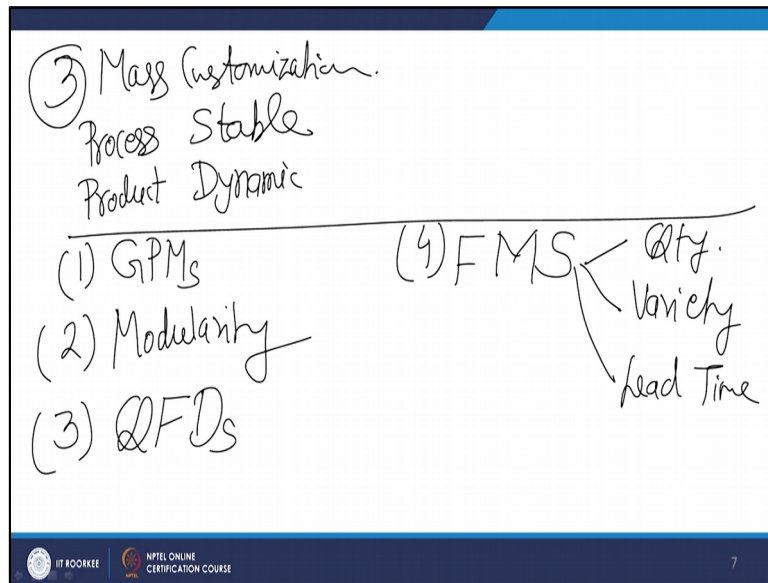 ③ Mass Customization.
Process Stable
Product Dynamic
(1) GPMs
(2) Modularity
(3) QFDs
(4) FMS
Qty.
Variety
Lead Time
IIT ROORKEE
NPTEL ONLINE
CERTIFICATION COURSE
7